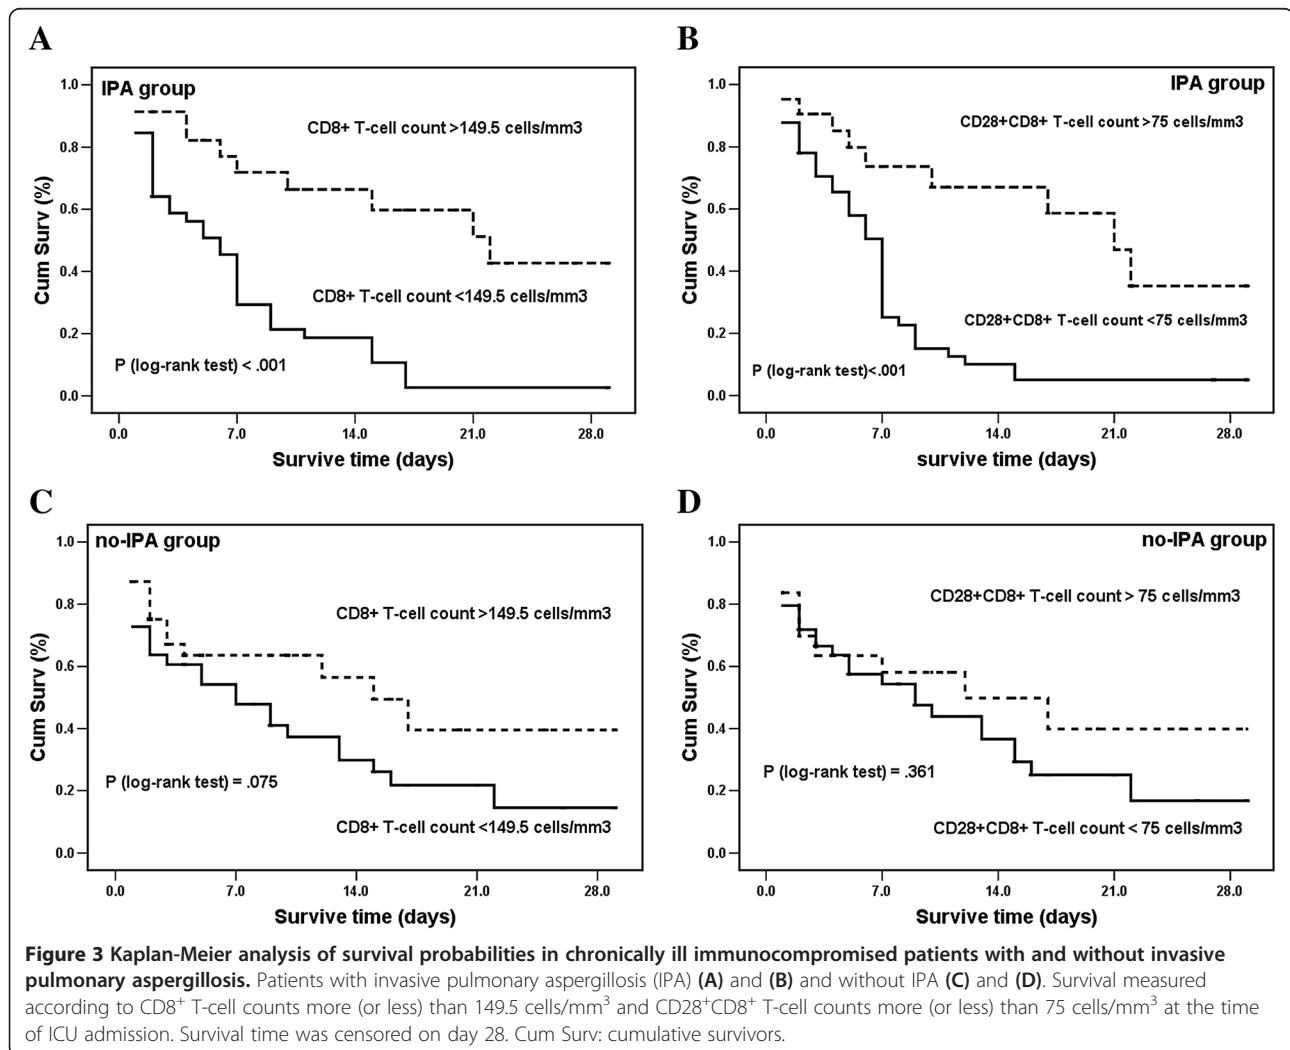 A
IPA group
CD8+ T-cell count >149.5 cells/mm3
CD8+ T-cell count <149.5 cells/mm3
P (log-rank test) < .001
Cum Surv (%)
1.0
0.8
0.6
0.4
0.2
0.0
0.0 7.0 14.0 21.0 28.0
Survive time (days)
B
IPA group
CD28+CD8+ T-cell count >75 cells/mm3
CD28+CD8+ T-cell count <75 cells/mm3
P (log-rank test)<.001
Cum Surv (%)
1.0
0.8
0.6
0.4
0.2
0.0
0.0 7.0 14.0 21.0 28.0
survive time (days)
C
no-IPA group
CD8+ T-cell count >149.5 cells/mm3
P (log-rank test) = .075
CD8+ T-cell count <149.5 cells/mm3
Cum Surv (%)
1.0
0.8
0.6
0.4
0.2
0.0
0.0 7.0 14.0 21.0 28.0
Survive time (days)
D
no-IPA group
CD28+CD8+ T-cell count > 75 cells/mm3
P (log-rank test) = .361
CD28+CD8+ T-cell count < 75 cells/mm3
Cum Surv (%)
1.0
0.8
0.6
0.4
0.2
0.0
0.0 7.0 14.0 21.0 28.0
Survive time (days)
Figure 3 Kaplan-Meier analysis of survival probabilities in chronically ill immunocompromised patients with and without invasive
pulmonary aspergillosis. Patients with invasive pulmonary aspergillosis (IPA) (A) and (B) and without IPA (C) and (D). Survival measured
according to CD8⁺ T-cell counts more (or less) than 149.5 cells/mm³ and CD28⁺CD8⁺ T-cell counts more (or less) than 75 cells/mm³ at the time
of ICU admission. Survival time was censored on day 28. Cum Surv: cumulative survivors.